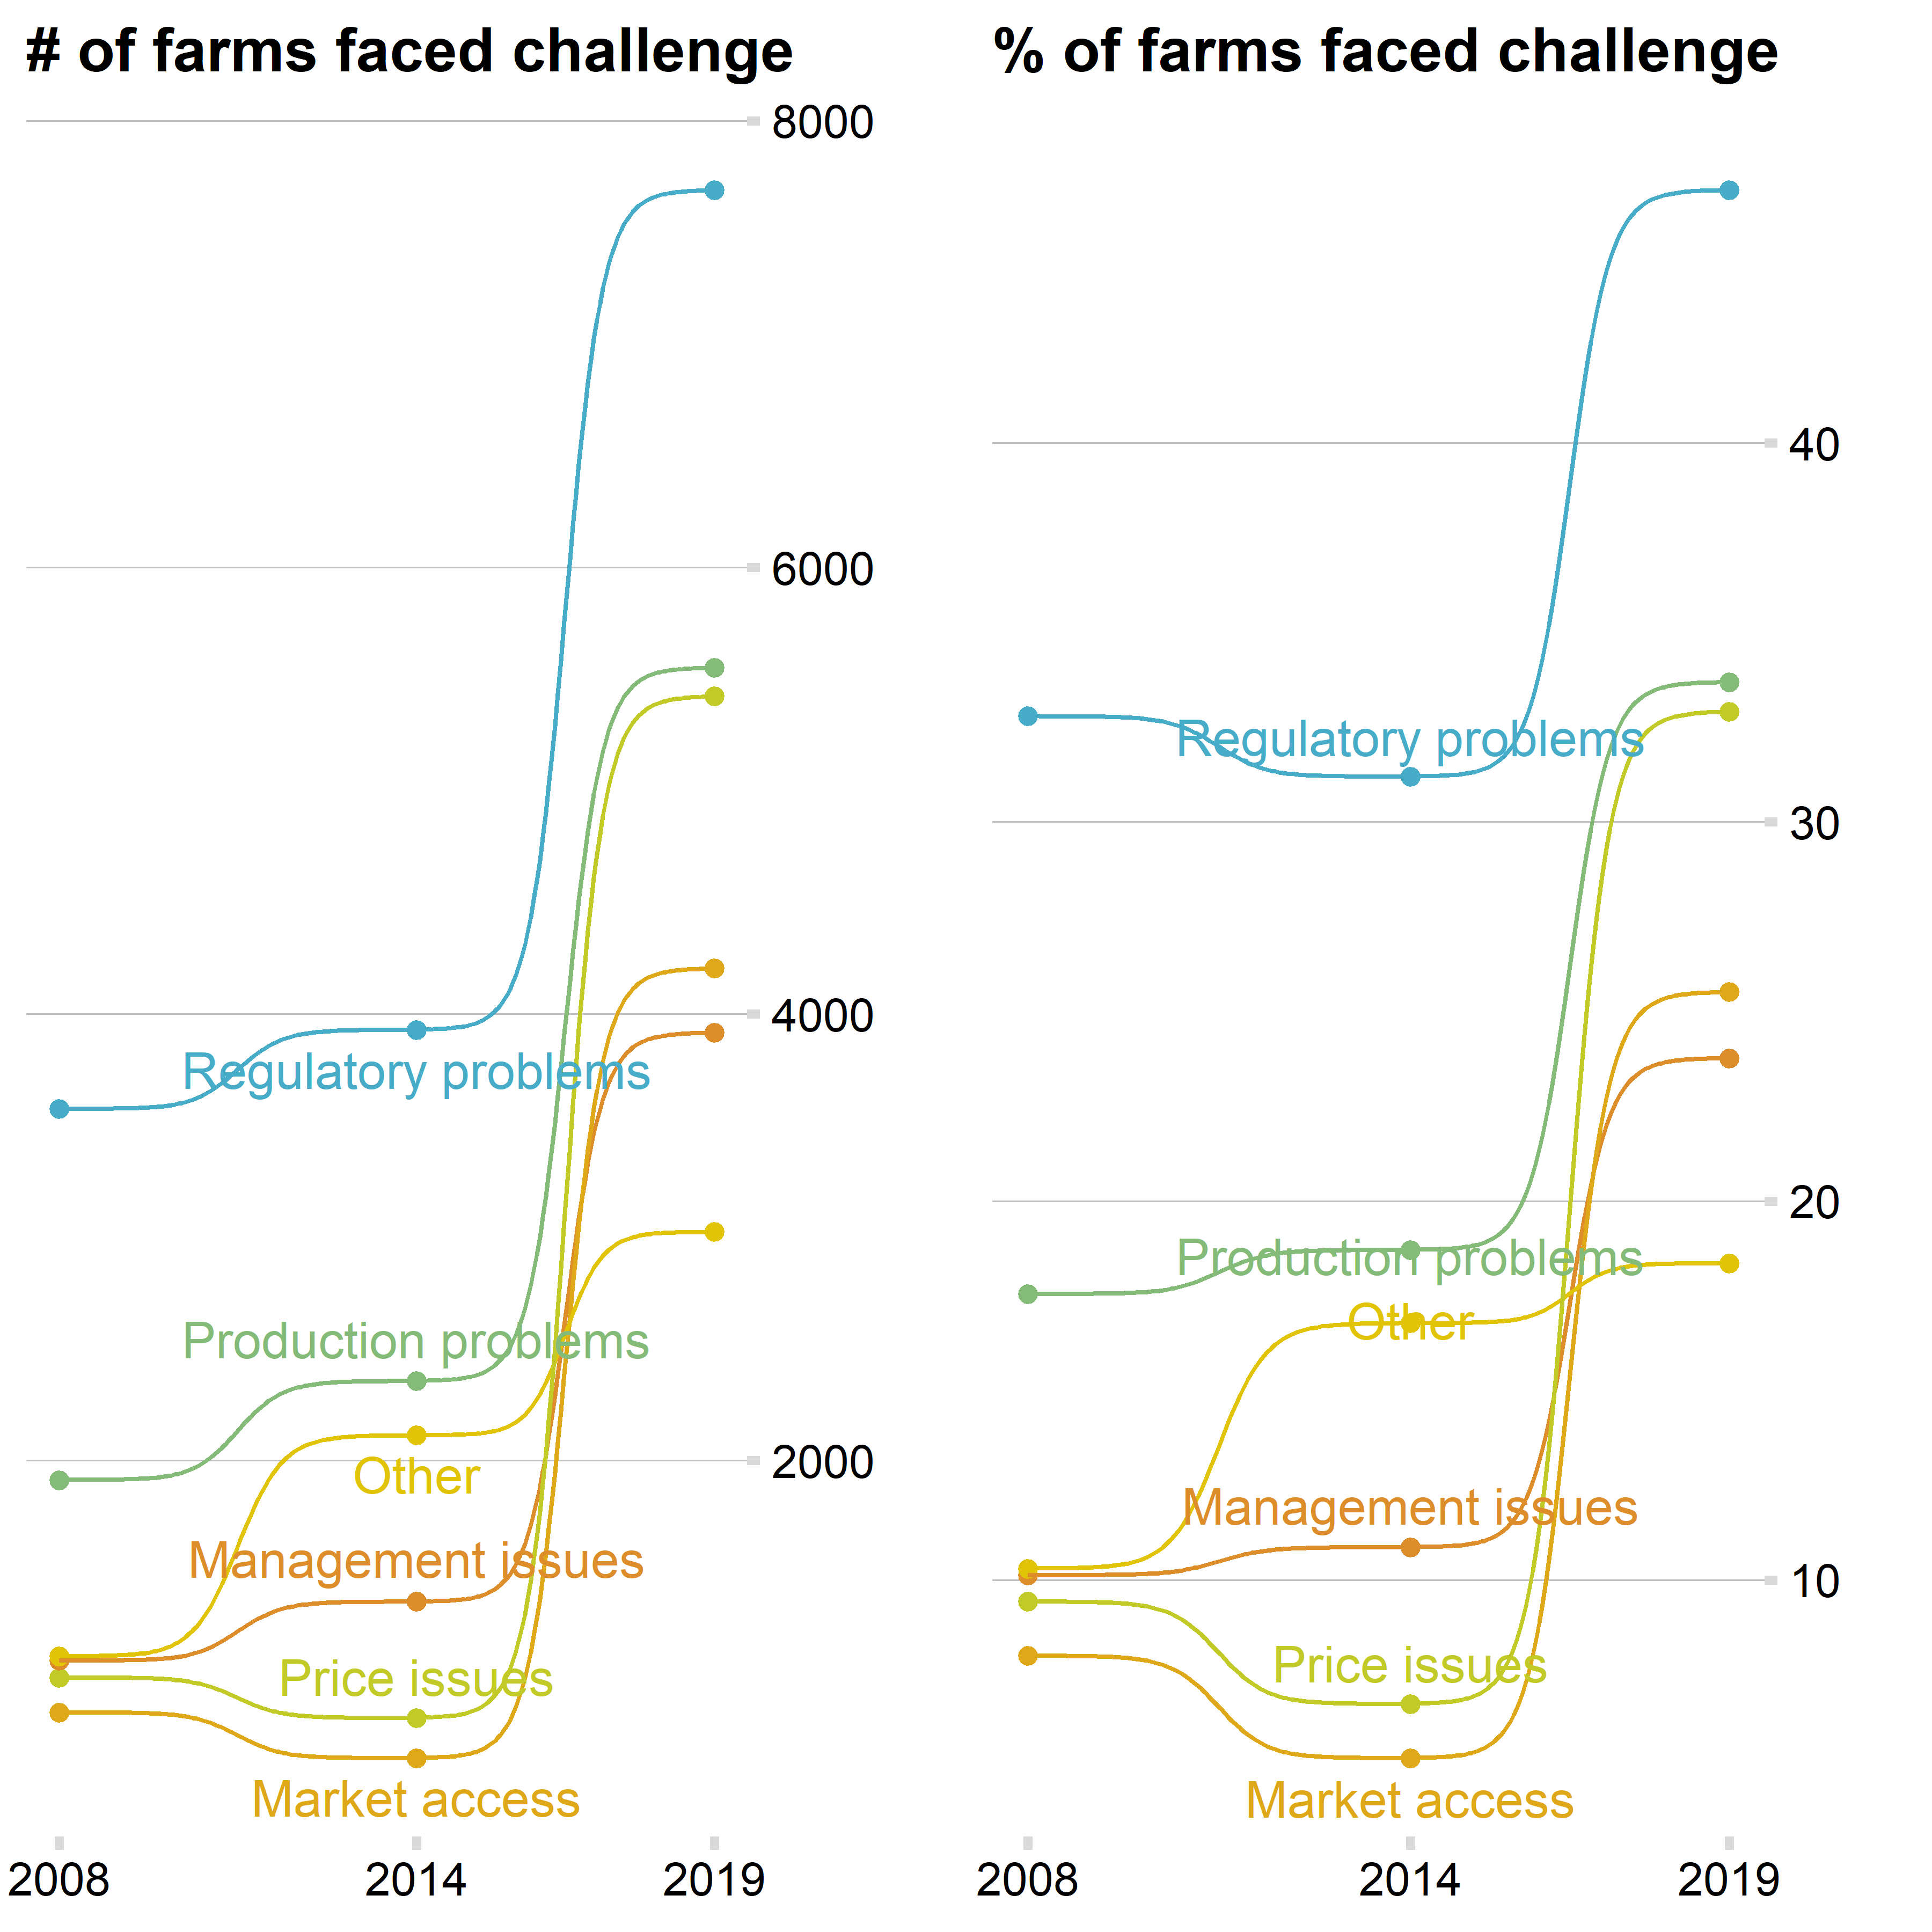 # of farms faced challenge
8000
6000
4000
2000
Regulatory problems
Production problems
Other
Management issues
Price issues
Market access
2008 2014 2019
% of farms faced challenge
40
30
20
10
Regulatory problems
Production problems
Other
Management issues
Price issues
Market access
2008 2014 2019